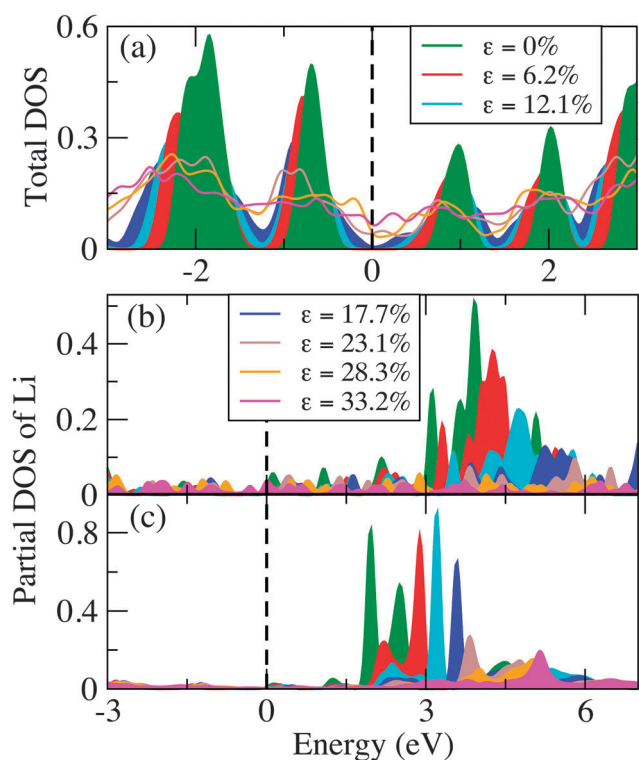 0.6
(a)
ε = 0%
ε = 6.2%
ε = 12.1%
Total DOS
0.3
0
-2
0
2
(b)
ε = 17.7%
ε = 23.1%
ε = 28.3%
ε = 33.2%
0.4
0.2
0
Partial DOS of Li
(c)
0.8
0.4
0
-3
0
3
6
Energy (eV)